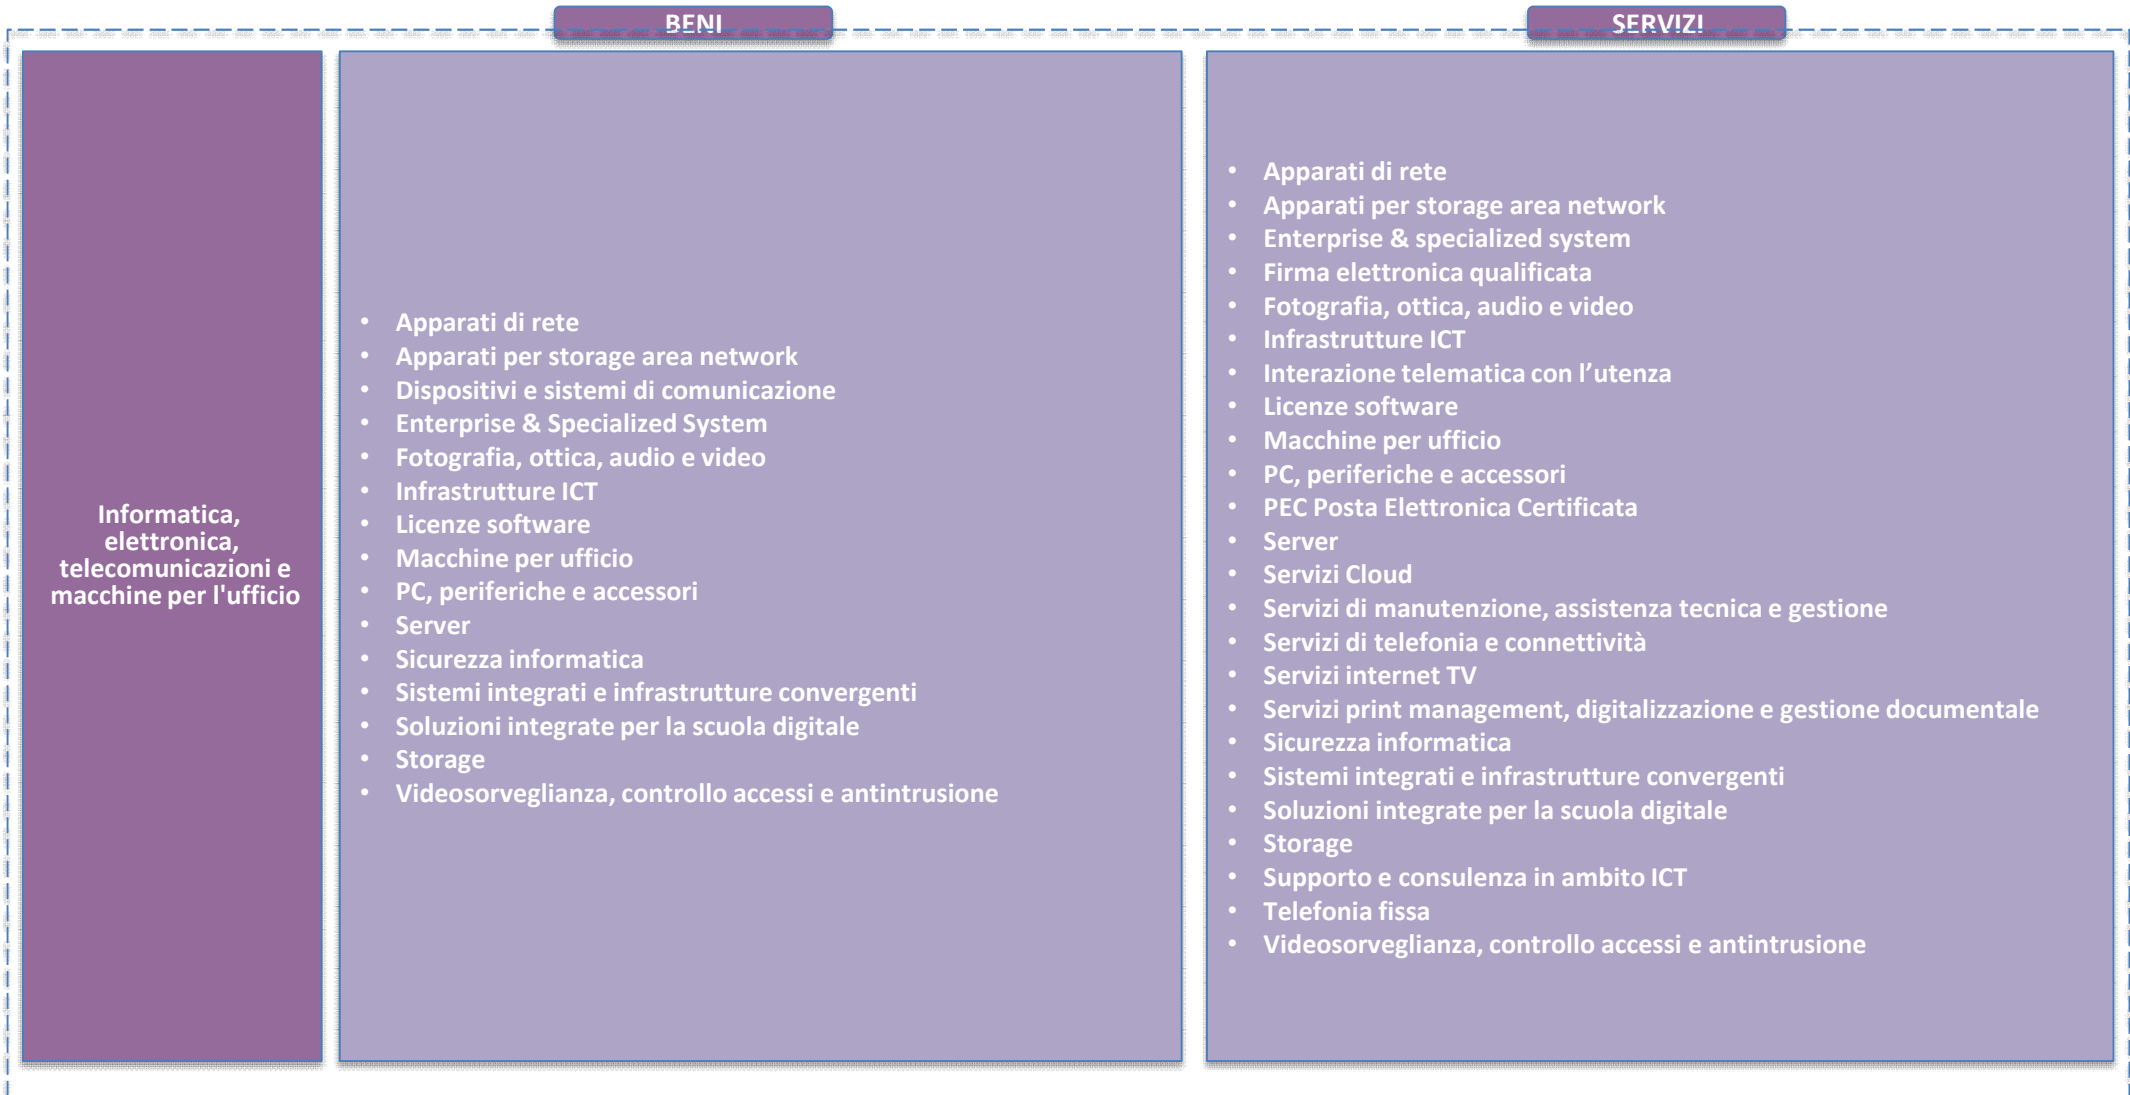 BENI
SERVIZI
Informatica,
elettronica,
telecomunicazioni e
macchine per l'ufficio
• Apparati di rete
• Apparati per storage area network
• Dispositivi e sistemi di comunicazione
• Enterprise & Specialized System
• Fotografia, ottica, audio e video
• Infrastrutture ICT
• Licenze software
• Macchine per ufficio
• PC, periferiche e accessori
• Server
• Sicurezza informatica
• Sistemi integrati e infrastrutture convergenti
• Soluzioni integrate per la scuola digitale
• Storage
• Videosorveglianza, controllo accessi e antintrusione
• Apparati di rete
• Apparati per storage area network
• Enterprise & specialized system
• Firma elettronica qualificata
• Fotografia, ottica, audio e video
• Infrastrutture ICT
• Interazione telematica con l’utenza
• Licenze software
• Macchine per ufficio
• PC, periferiche e accessori
• PEC Posta Elettronica Certificata
• Server
• Servizi Cloud
• Servizi di manutenzione, assistenza tecnica e gestione
• Servizi di telefonia e connettività
• Servizi internet TV
• Servizi print management, digitalizzazione e gestione documentale
• Sicurezza informatica
• Sistemi integrati e infrastrutture convergenti
• Soluzioni integrate per la scuola digitale
• Storage
• Supporto e consulenza in ambito ICT
• Telefonia fissa
• Videosorveglianza, controllo accessi e antintrusione